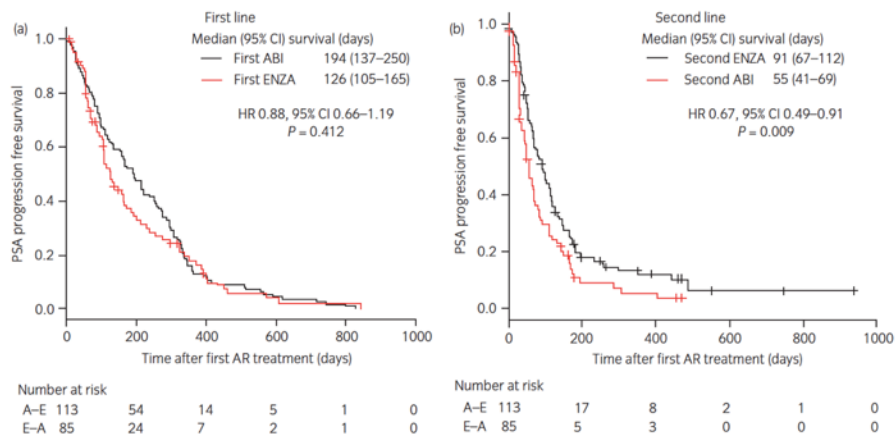 (a)
First line
Median (95% CI) survival (days)
First ABI 194 (137–250)
First ENZA 126 (105–165)
HR 0.88, 95% CI 0.66–1.19
P = 0.412
PSA progression free survival
1.0
0.8
0.6
0.4
0.2
0.0
0 200 400 600 800 1000
Time after first AR treatment (days)
Number at risk
A–E 113 54 14 5 1 0
E–A 85 24 7 2 1 0
(b)
Second line
Median (95% CI) survival (days)
Second ENZA 91 (67–112)
Second ABI 55 (41–69)
HR 0.67, 95% CI 0.49–0.91
P = 0.009
PSA progression free survival
1.0
0.8
0.6
0.4
0.2
0.0
0 200 400 600 800 1000
Time after first AR treatment (days)
Number at risk
A–E 113 17 8 2 1 0
E–A 85 5 3 0 0 0